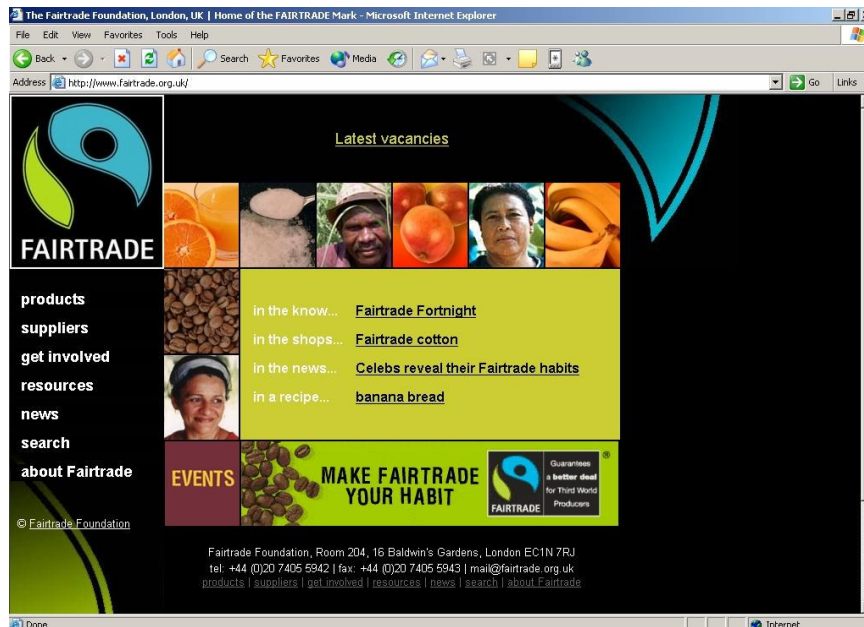 The Fairtrade Foundation, London, UK | Home of the FAIRTRADE Mark - Microsoft Internet Explorer
File Edit View Favorites Tools Help
Back Search Favorites Media
Address http://www.fairtrade.org.uk/ Go Links
Latest vacancies
FAIRTRADE
products
suppliers
get involved
resources
news
search
about Fairtrade
© Fairtrade Foundation
in the know... Fairtrade Fortnight
in the shops... Fairtrade cotton
in the news... Celebs reveal their Fairtrade habits
in a recipe... banana bread
EVENTS
MAKE FAIRTRADE
YOUR HABIT
FAIRTRADE
®
Guarantees
a better deal
for Third World
Producers
Fairtrade Foundation, Room 204, 16 Baldwin's Gardens, London EC1N 7RJ
tel: +44 (0)20 7405 5942 | fax: +44 (0)20 7405 5943 | mail@fairtrade.org.uk
products | suppliers | get involved | resources | news | search | about Fairtrade
Done Internet